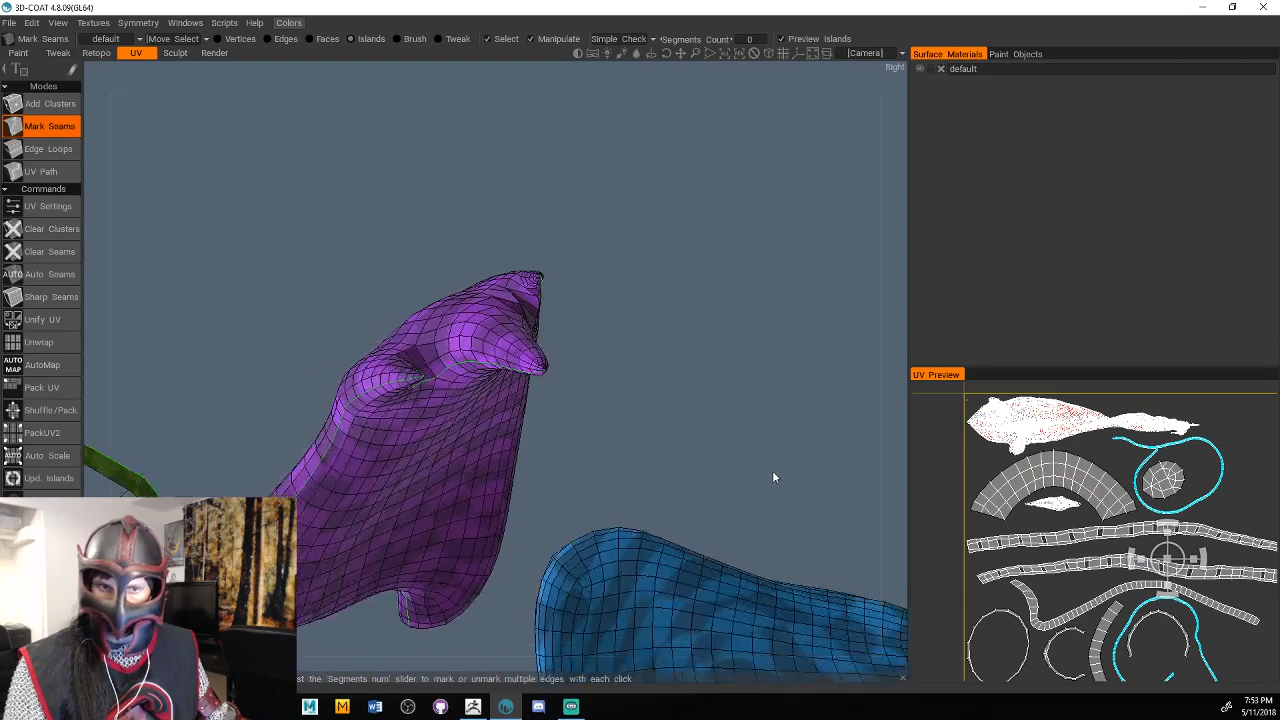 3D-COAT 4.8.09(GL64)
File Edit View Textures Symmetry Windows Scripts Help Colors
Mark Seams default [Move Select] Vertices Edges Faces Islands Brush Tweak Select Manipulate Simple Check Segments Count: 0 Preview Islands
Paint Tweak Retopo UV Sculpt Render [Camera]
Surface Materials Paint Objects
Right
default
Modes
Add Clusters
Mark Seams
Edge Loops
UV Path
Commands
UV Settings
Clear Clusters
Clear Seams
AUTO Auto Seams
Sharp Seams
Unify UV
Unwrap
AUTO MAP AutoMap
UV Preview
Pack UV
Shuffle/Pack
PackUV2
AUTO Auto Scale
Upd. Islands
st the 'Segments num' slider to mark or unmark multiple edges with each click
7:53 PM
5/11/2018